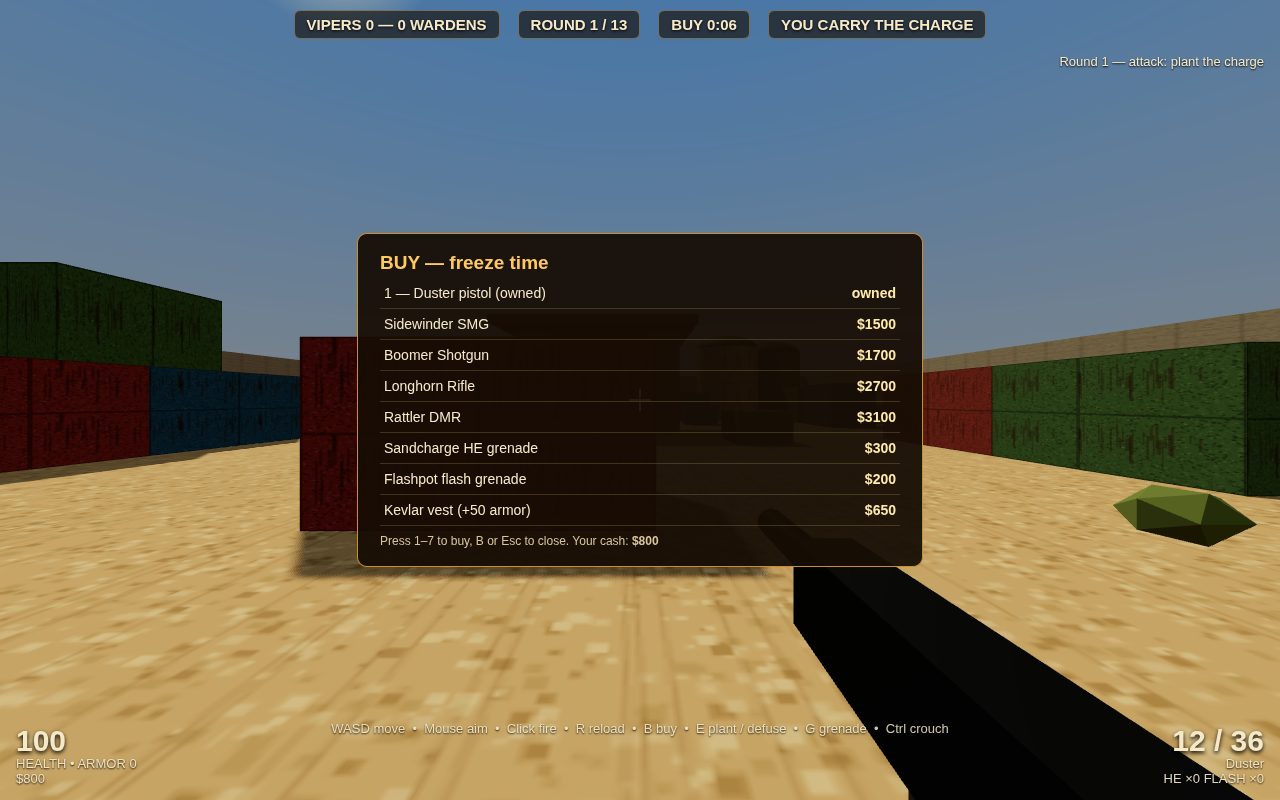 VIPERS 0 — 0 WARDENS
ROUND 1 / 13
BUY 0:06
YOU CARRY THE CHARGE
Round 1 — attack: plant the charge
BUY — freeze time
1 — Duster pistol (owned) owned
Sidewinder SMG $1500
Boomer Shotgun $1700
Longhorn Rifle $2700
Rattler DMR $3100
Sandcharge HE grenade $300
Flashpot flash grenade $200
Kevlar vest (+50 armor) $650
Press 1–7 to buy, B or Esc to close. Your cash: $800
WASD move • Mouse aim • Click fire • R reload • B buy • E plant / defuse • G grenade • Ctrl crouch
100
HEALTH • ARMOR 0
$800
12 / 36
Duster
HE ×0 FLASH ×0